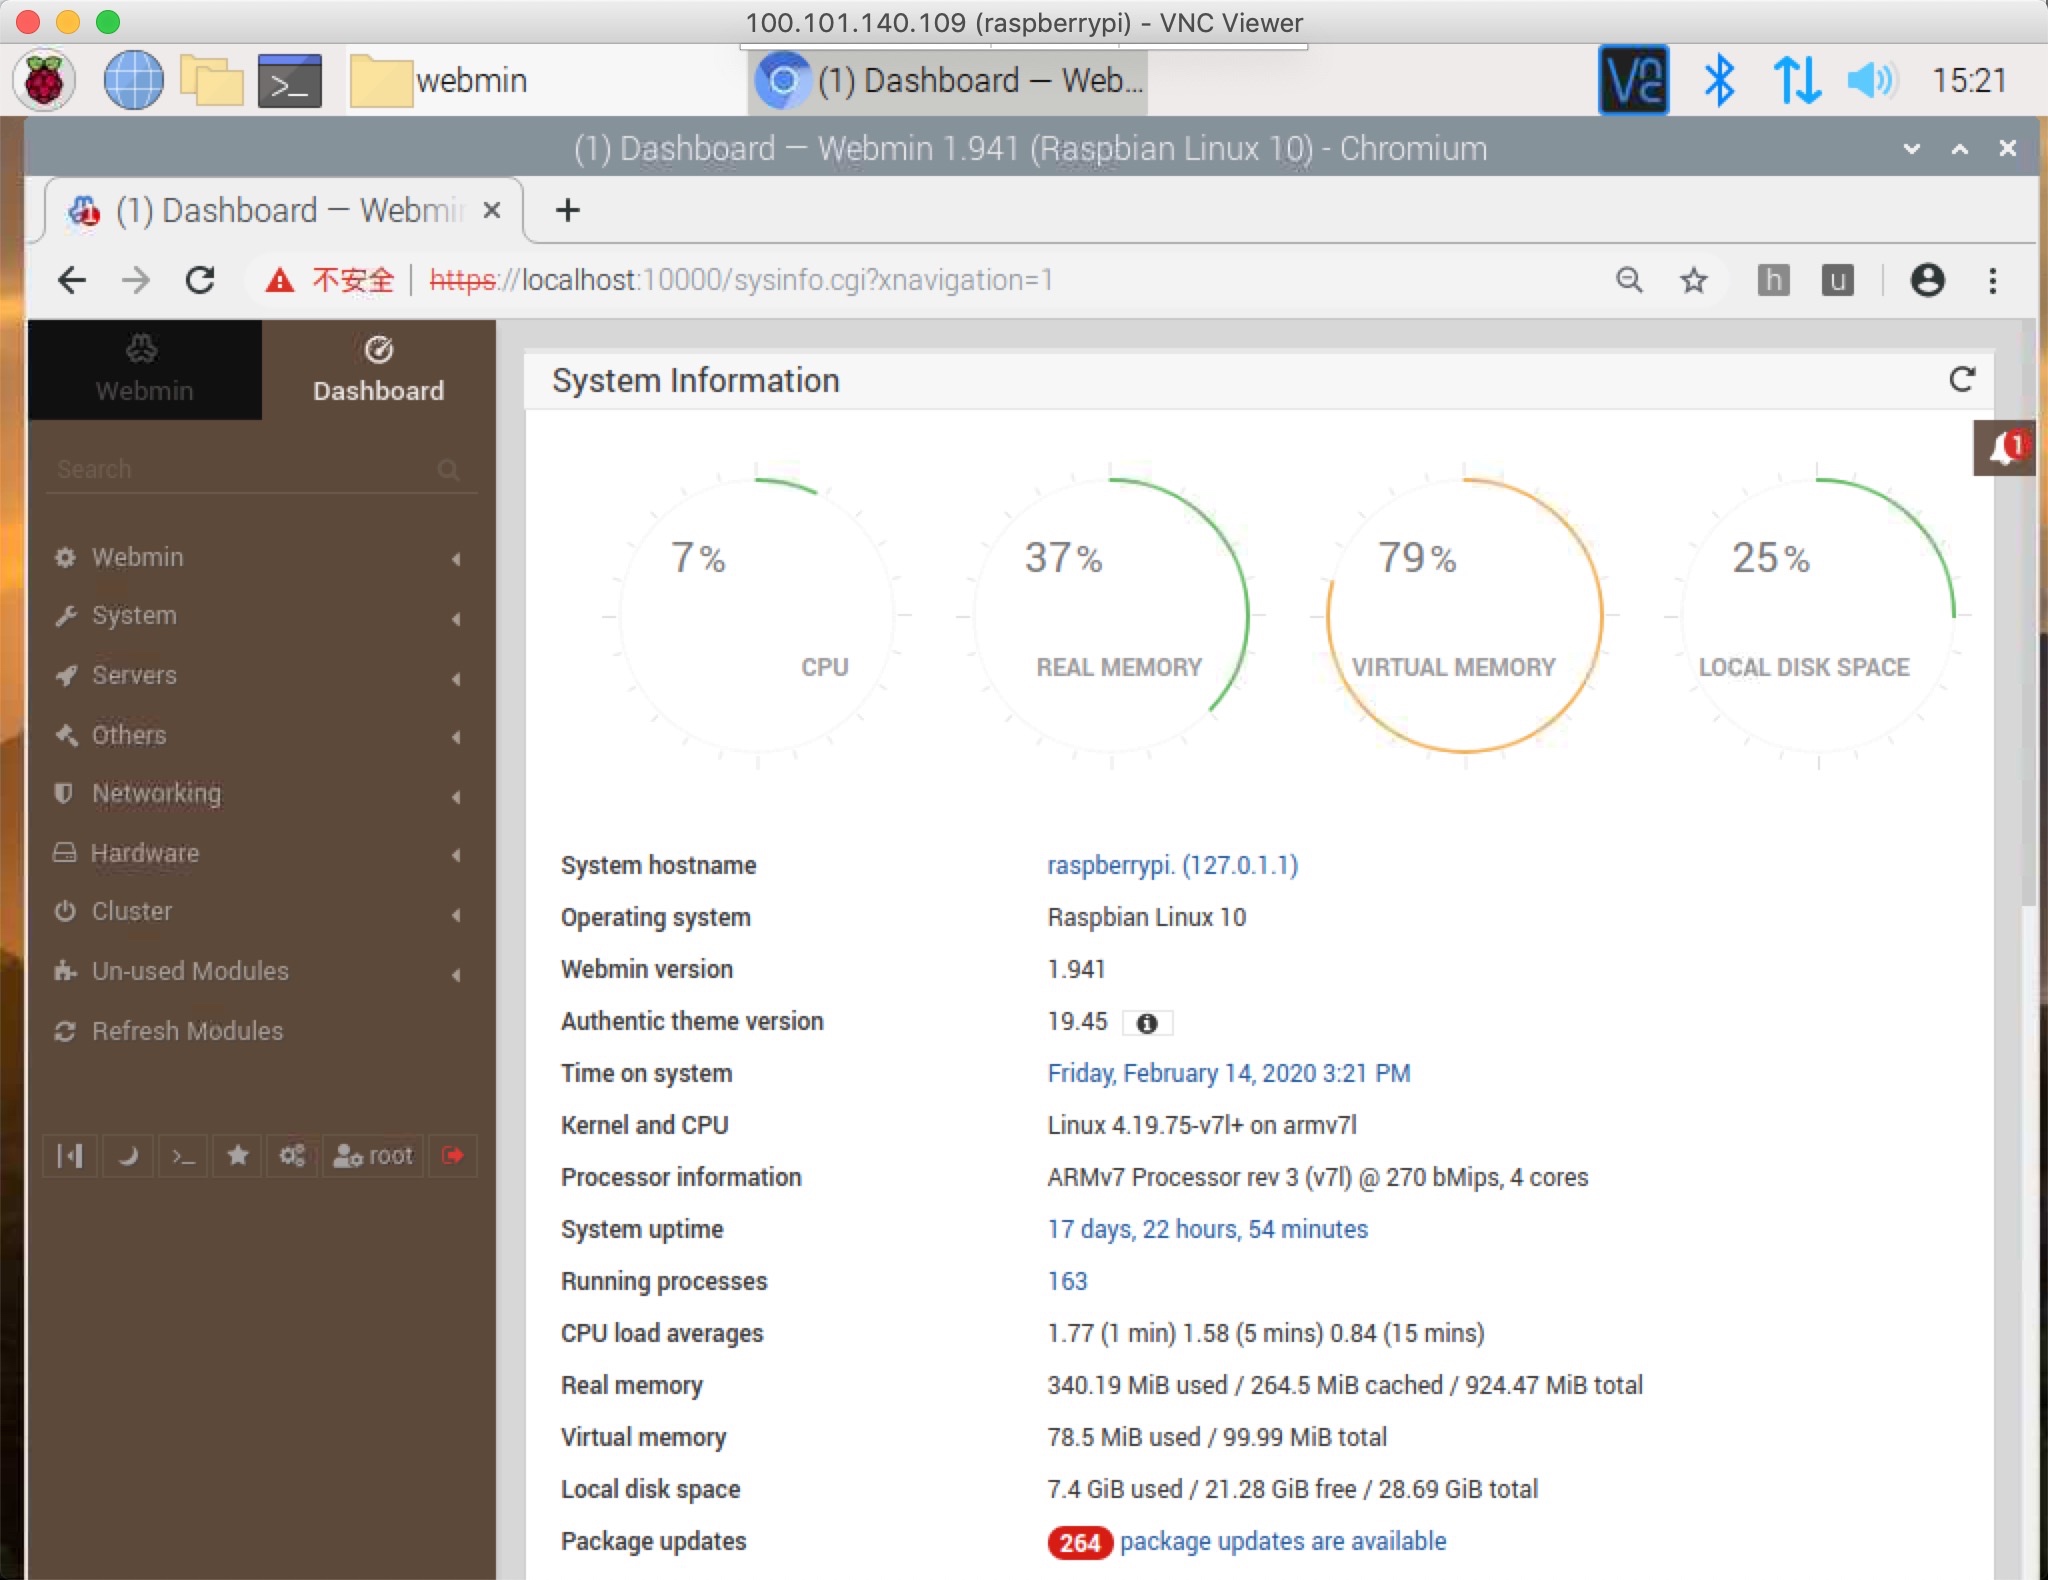 100.101.140.109 (raspberrypi) - VNC Viewer
webmin
(1) Dashboard — Web...
15:21
(1) Dashboard — Webmin 1.941 (Raspbian Linux 10) - Chromium
(1) Dashboard — Webmin
不安全 https://localhost:10000/sysinfo.cgi?xnavigation=1
h u
Webmin
Dashboard
Search
Webmin
System
Servers
Others
Networking
Hardware
Cluster
Un-used Modules
Refresh Modules
root
System Information
1
7%
CPU
37%
REAL MEMORY
79%
VIRTUAL MEMORY
25%
LOCAL DISK SPACE
System hostname raspberrypi. (127.0.1.1)
Operating system Raspbian Linux 10
Webmin version 1.941
Authentic theme version 19.45
Time on system Friday, February 14, 2020 3:21 PM
Kernel and CPU Linux 4.19.75-v7l+ on armv7l
Processor information ARMv7 Processor rev 3 (v7l) @ 270 bMips, 4 cores
System uptime 17 days, 22 hours, 54 minutes
Running processes 163
CPU load averages 1.77 (1 min) 1.58 (5 mins) 0.84 (15 mins)
Real memory 340.19 MiB used / 264.5 MiB cached / 924.47 MiB total
Virtual memory 78.5 MiB used / 99.99 MiB total
Local disk space 7.4 GiB used / 21.28 GiB free / 28.69 GiB total
Package updates 264 package updates are available